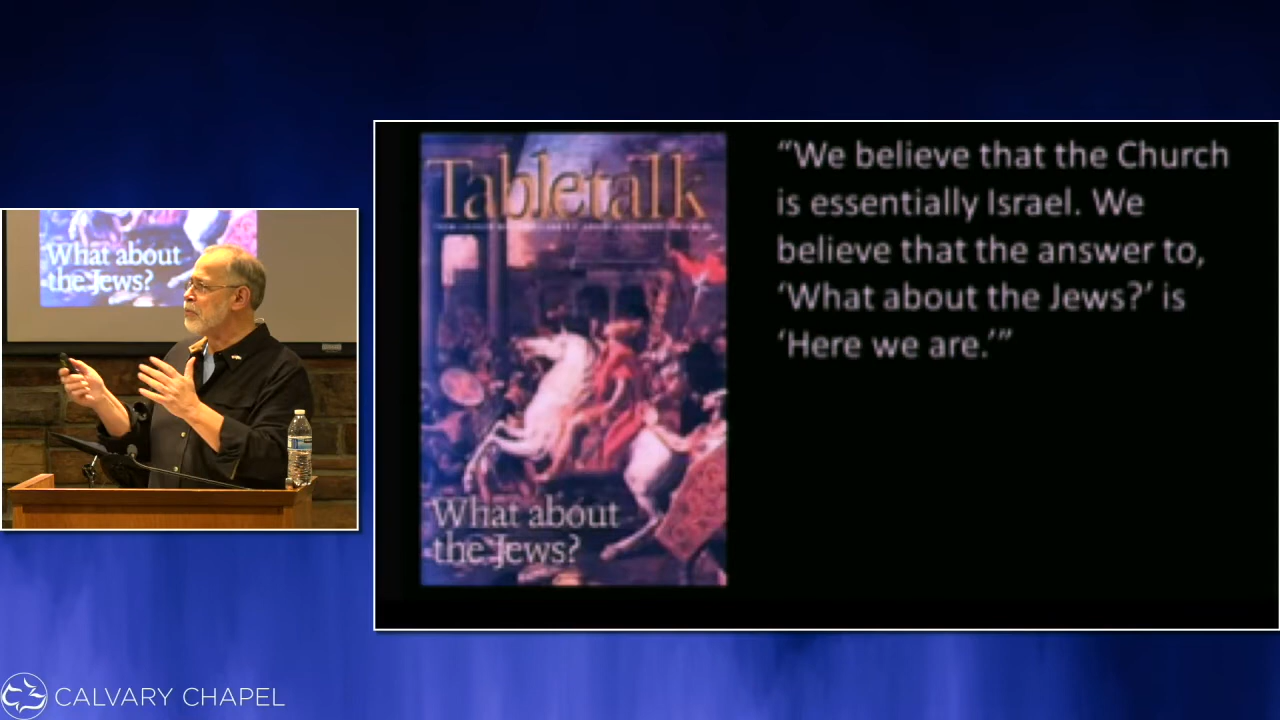 What about
the Jews?
Tabletalk
What about
the Jews?
“We believe that the Church
is essentially Israel. We
believe that the answer to,
‘What about the Jews?’ is
‘Here we are.’”
CALVARY CHAPEL